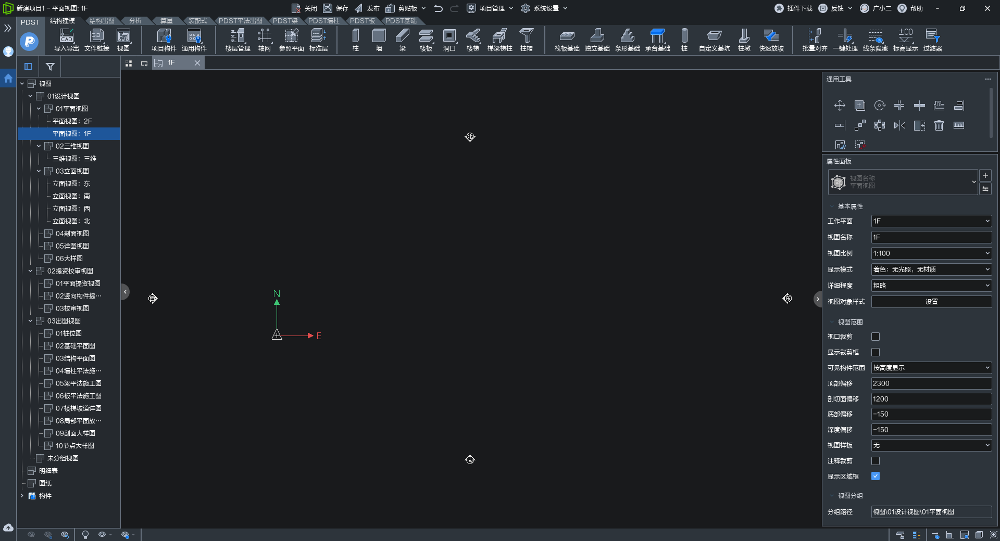 新建项目1 - 平面视图: 1F
关闭
保存
发布
剪贴板
项目管理
系统设置
插件下载
反馈
广小二
帮助
PDST
结构建模
结构出图
分析
算量
装配式
PDST平法出图
PDST梁
PDST墙柱
PDST板
PDST基础
导入导出
文件链接
视图
项目构件
通用构件
楼层管理
轴网
参照平面
标准层
柱
墙
梁
楼板
洞口
楼梯
梯梁梯柱
柱帽
筏板基础
独立基础
条形基础
承台基础
桩
自定义基坑
柱墩
快速放坡
批量对齐
一键处理
线条隐藏
标高显示
过滤器
1F
视图
01设计视图
01平面视图
平面视图：2F
平面视图：1F
02三维视图
三维视图：三维
03立面视图
立面视图：东
立面视图：南
立面视图：西
立面视图：北
04剖面视图
05详图视图
06大样图
02提资校审视图
01平面提资视图
02竖向构件提…
03校审视图
03出图视图
01桩位图
02基础平面图
03结构平面图
04墙柱平法施…
05梁平法施工图
06板平法施工图
07楼梯坡道详图
08局部平面放…
09剖面大样图
10节点大样图
未分组视图
明细表
图纸
构件
北
西
东
南
N
E
通用工具
属性面板
视图名称
平面视图
基本属性
工作平面 1F
视图名称 1F
视图比例 1:100
显示模式 着色：无光照，无材质
详细程度 粗略
视图对象样式 设置
视图范围
视口裁剪
显示裁剪框
可见构件范围 按高度显示
顶部偏移 2300
剖切面偏移 1200
底部偏移 -150
深度偏移 -150
视图样板 无
注释裁剪
显示区域框
视图分组
分组路径 视图\01设计视图\01平面视图